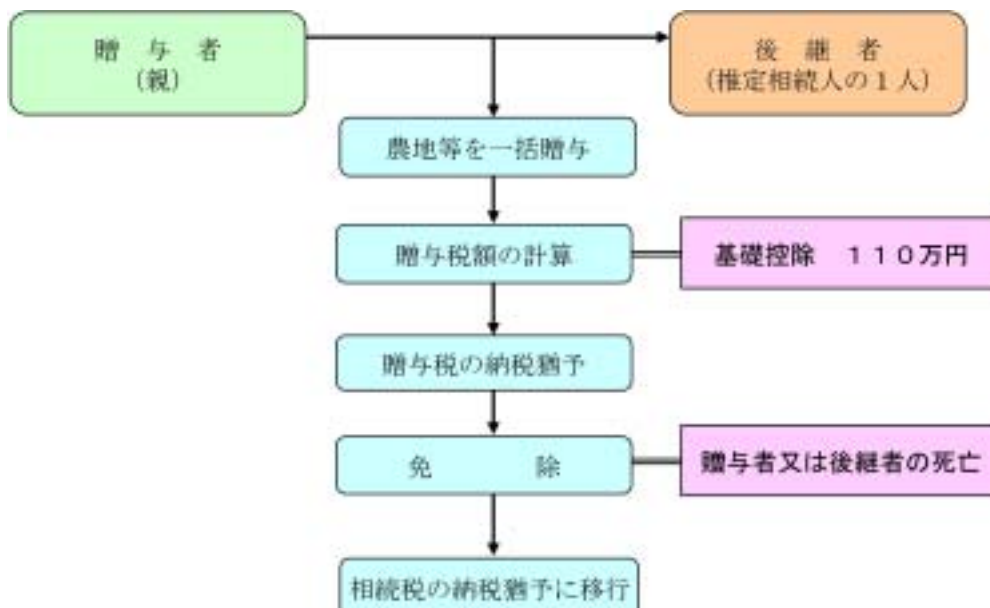 贈 与 者
(親)
後 継 者
(推定相続人の１人)
農地等を一括贈与
贈与税額の計算
基礎控除　１１０万円
贈与税の納税猶予
免　　　除
贈与者又は後継者の死亡
相続税の納税猶予に移行